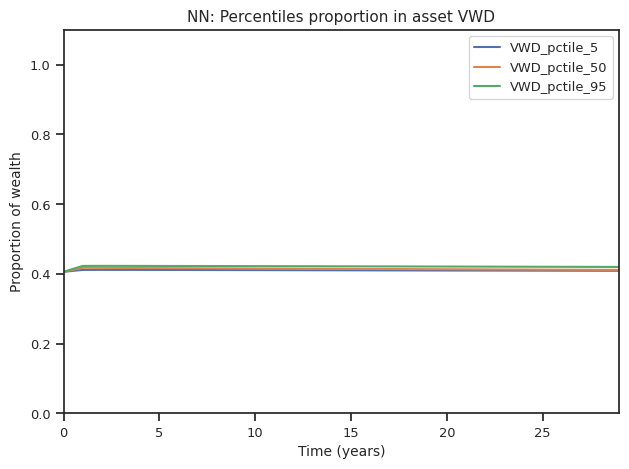 NN: Percentiles proportion in asset VWD
VWD_pctile_5
VWD_pctile_50
VWD_pctile_95
Proportion of wealth
1.0
0.8
0.6
0.4
0.2
0.0
0 5 10 15 20 25
Time (years)